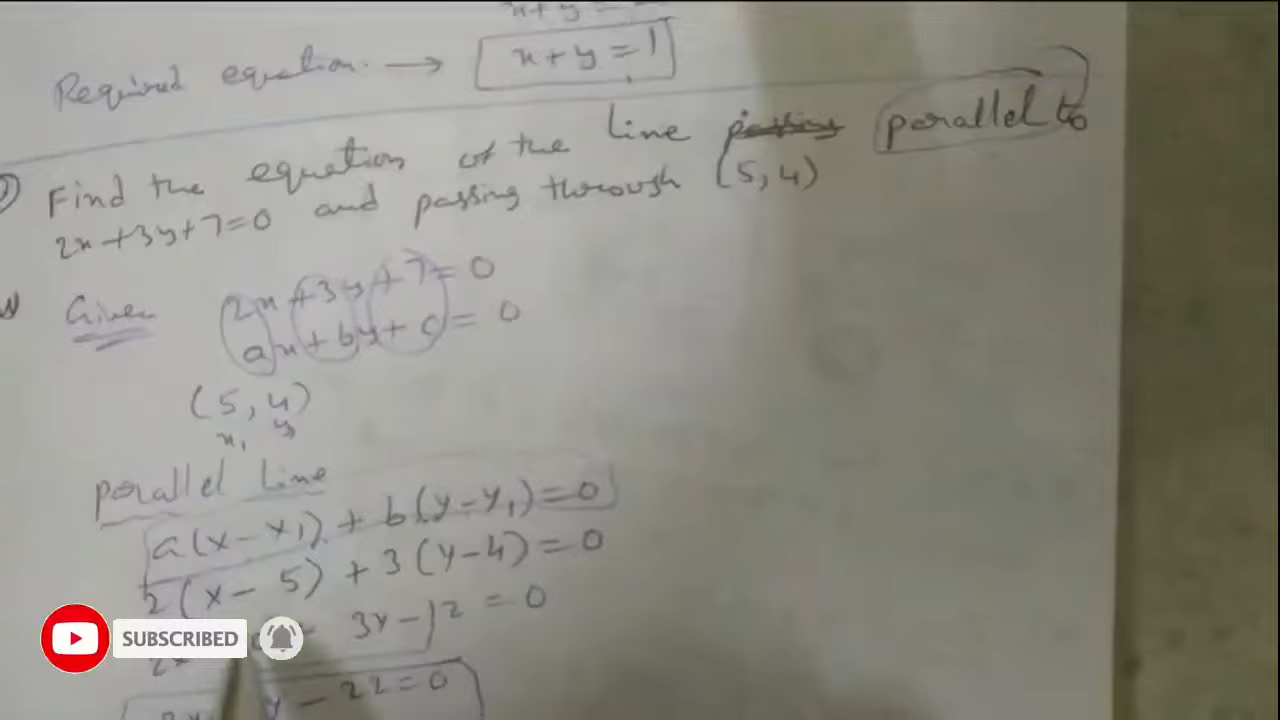 x + y =
Required equation. → x + y = 1
Find the equation of the line passing parallel to
2x + 3y + 7 = 0 and passing through (5, 4)
Given 2x + 3y + 7 = 0
ax + by + c = 0
(5, 4)
x₁ y
parallel line
a(x - x₁) + b(y - y₁) = 0
2(x - 5) + 3(y - 4) = 0
2x 3y - 12 = 0
y - 22 = 0
SUBSCRIBED